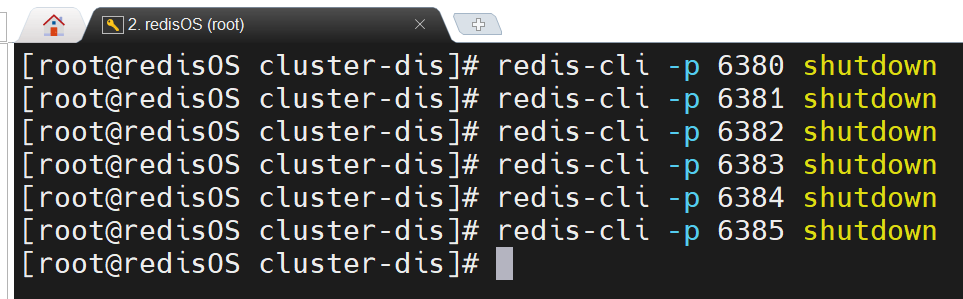 2. redisOS (root)
[root@redisOS cluster-dis]# redis-cli -p 6380 shutdown
[root@redisOS cluster-dis]# redis-cli -p 6381 shutdown
[root@redisOS cluster-dis]# redis-cli -p 6382 shutdown
[root@redisOS cluster-dis]# redis-cli -p 6383 shutdown
[root@redisOS cluster-dis]# redis-cli -p 6384 shutdown
[root@redisOS cluster-dis]# redis-cli -p 6385 shutdown
[root@redisOS cluster-dis]#